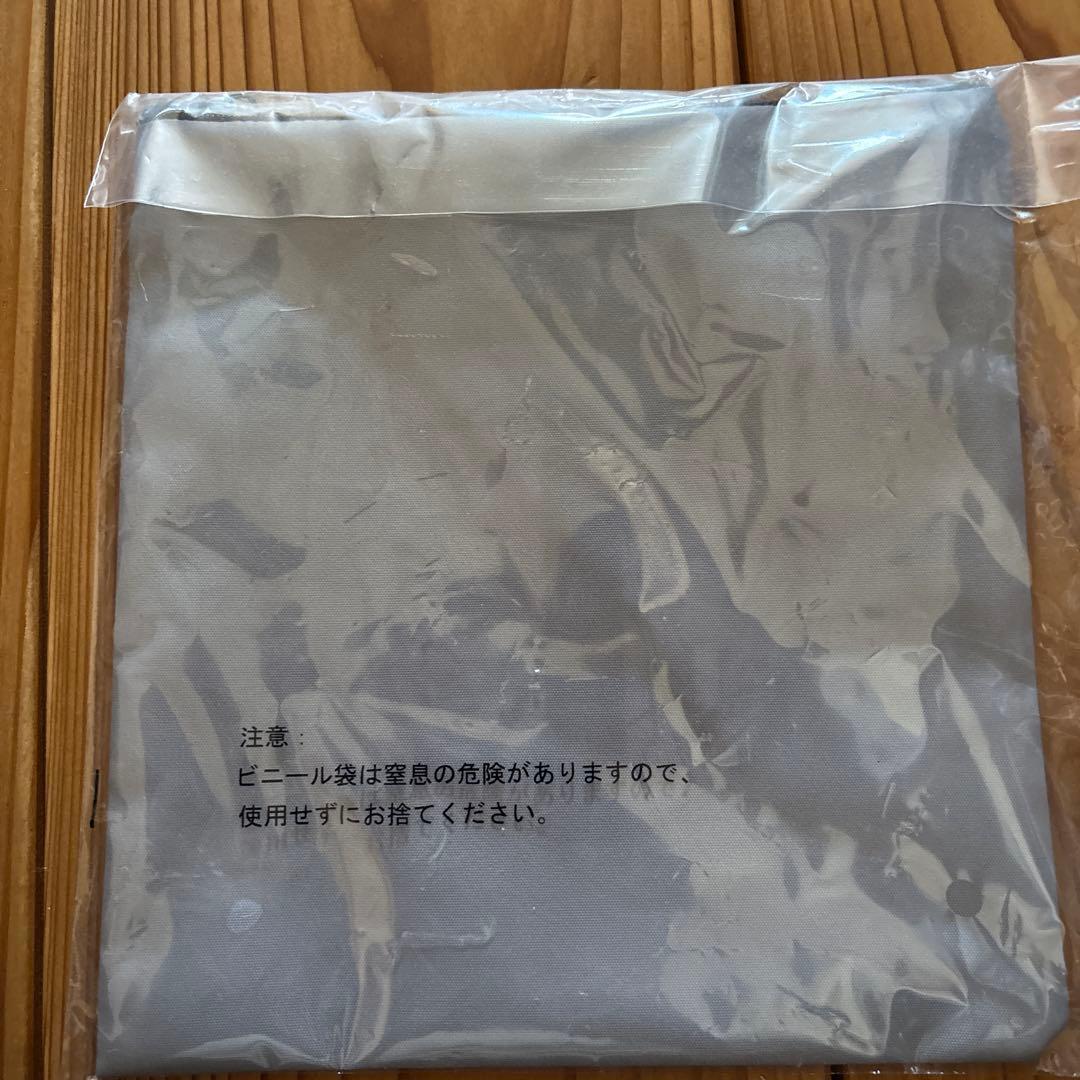 注意：
ビニール袋は窒息の危険がありますので、
使用せずにお捨てください。